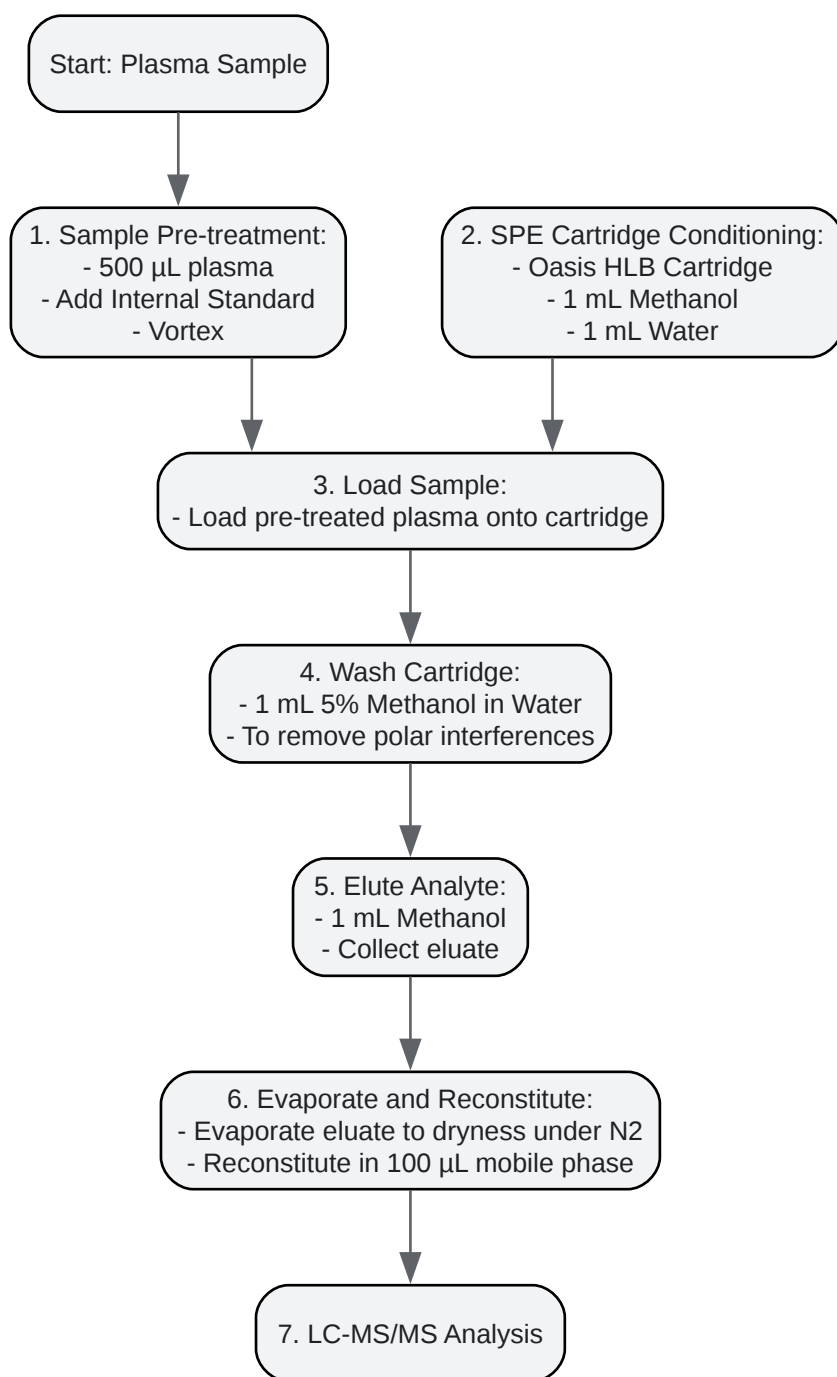 Start: Plasma Sample
1. Sample Pre-treatment:
- 500 µL plasma
- Add Internal Standard
- Vortex
2. SPE Cartridge Conditioning:
- Oasis HLB Cartridge
- 1 mL Methanol
- 1 mL Water
3. Load Sample:
- Load pre-treated plasma onto cartridge
4. Wash Cartridge:
- 1 mL 5% Methanol in Water
- To remove polar interferences
5. Elute Analyte:
- 1 mL Methanol
- Collect eluate
6. Evaporate and Reconstitute:
- Evaporate eluate to dryness under N2
- Reconstitute in 100 µL mobile phase
7. LC-MS/MS Analysis